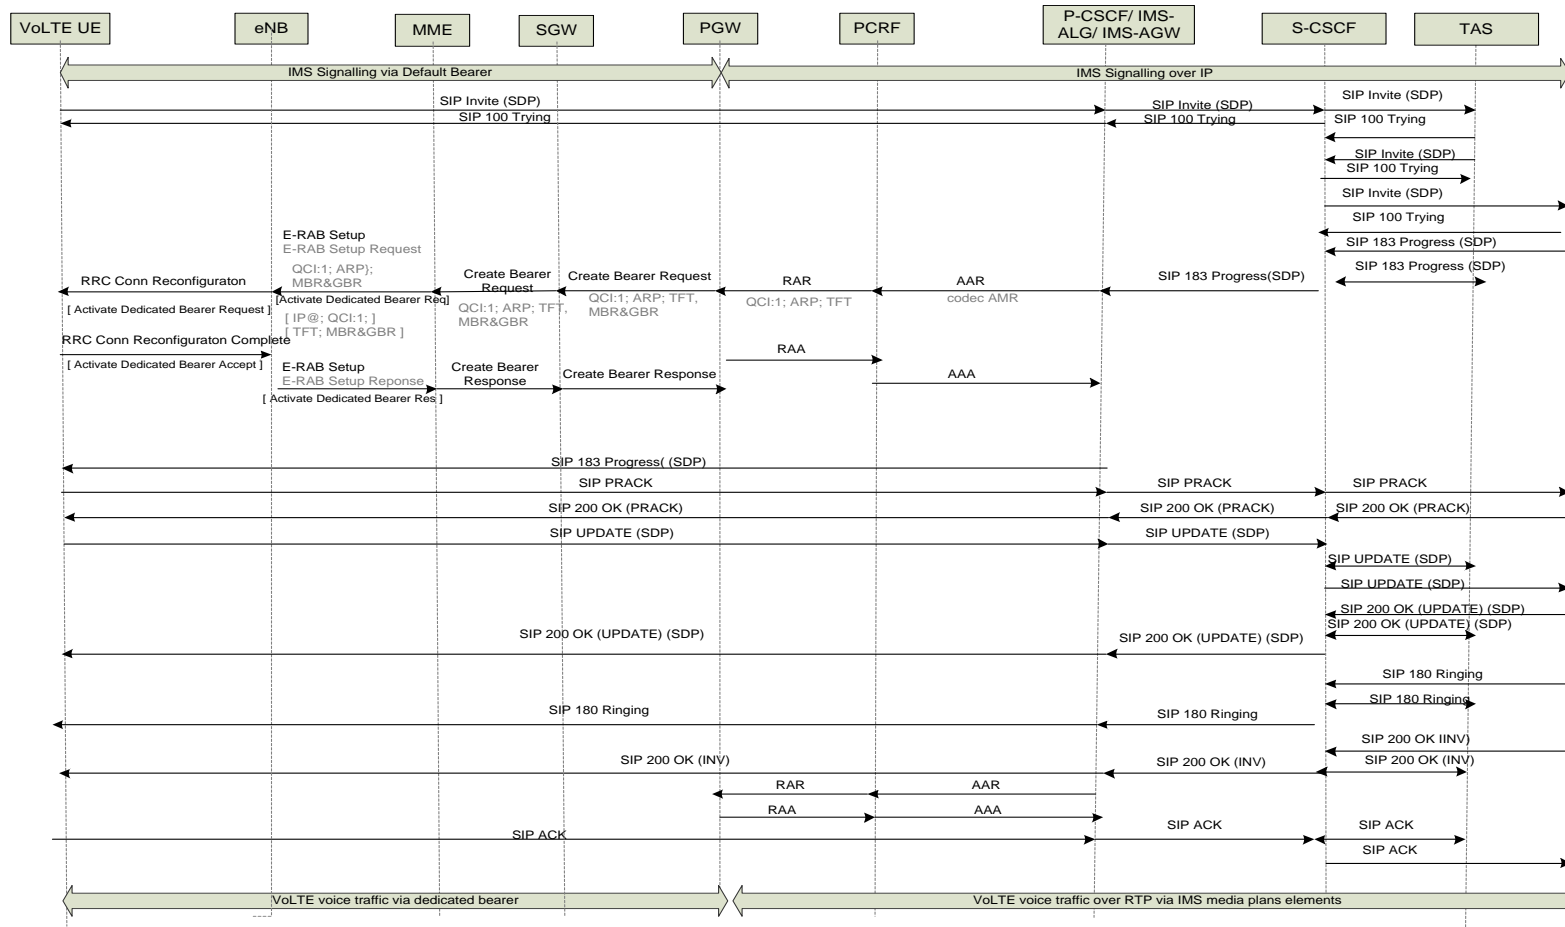 VoLTE UE
eNB
MME
SGW
PGW
PCRF
P-CSCF/ IMS-
ALG/ IMS-AGW
S-CSCF
TAS
IMS Signalling via Default Bearer
IMS Signalling over IP
SIP Invite (SDP)
SIP Invite (SDP)
SIP Invite (SDP)
SIP 100 Trying
SIP 100 Trying
SIP 100 Trying
SIP Invite (SDP)
SIP 100 Trying
SIP Invite (SDP)
SIP 100 Trying
SIP 183 Progress (SDP)
SIP 183 Progress (SDP)
SIP 183 Progress(SDP)
AAR
codec AMR
RAR
QCI:1; ARP; TFT
Create Bearer Request
QCI:1; ARP; TFT,
MBR&GBR
Create Bearer
Request
QCI:1; ARP; TFT,
MBR&GBR
E-RAB Setup
E-RAB Setup Request
QCI:1; ARP};
MBR&GBR
[Activate Dedicated Bearer Req]
[ IP@; QCI:1; ]
[ TFT; MBR&GBR ]
RRC Conn Reconfiguraton
[ Activate Dedicated Bearer Request ]
RRC Conn Reconfiguraton Complete
[ Activate Dedicated Bearer Accept ]
E-RAB Setup
E-RAB Setup Reponse
[ Activate Dedicated Bearer Res ]
Create Bearer
Response
Create Bearer Response
RAA
AAA
SIP 183 Progress( (SDP)
SIP PRACK
SIP PRACK
SIP PRACK
SIP 200 OK (PRACK)
SIP 200 OK (PRACK)
SIP 200 OK (PRACK)
SIP UPDATE (SDP)
SIP UPDATE (SDP)
SIP UPDATE (SDP)
SIP UPDATE (SDP)
SIP 200 OK (UPDATE) (SDP)
SIP 200 OK (UPDATE) (SDP)
SIP 200 OK (UPDATE) (SDP)
SIP 200 OK (UPDATE) (SDP)
SIP 180 Ringing
SIP 180 Ringing
SIP 180 Ringing
SIP 180 Ringing
SIP 200 OK IINV)
SIP 200 OK (INV)
SIP 200 OK (INV)
SIP 200 OK (INV)
RAR
AAR
RAA
AAA
SIP ACK
SIP ACK
SIP ACK
SIP ACK
VoLTE voice traffic via dedicated bearer
VoLTE voice traffic over RTP via IMS media plans elements